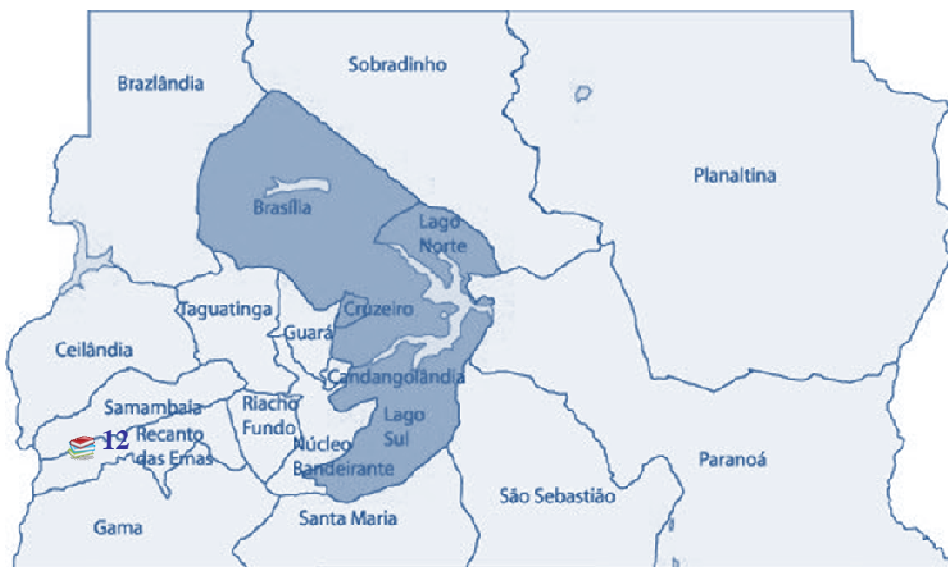 Sobradinho
Brazlândia
Planaltina
Brasília
Lago
Norte
Taguatinga
Cruzeiro
Guará
Ceilândia
Candangolândia
Samambaia
Riacho
Fundo
Lago
Sul
12
Recanto
das Emas
Núcleo
Bandeirante
Paranoá
São Sebastião
Santa Maria
Gama